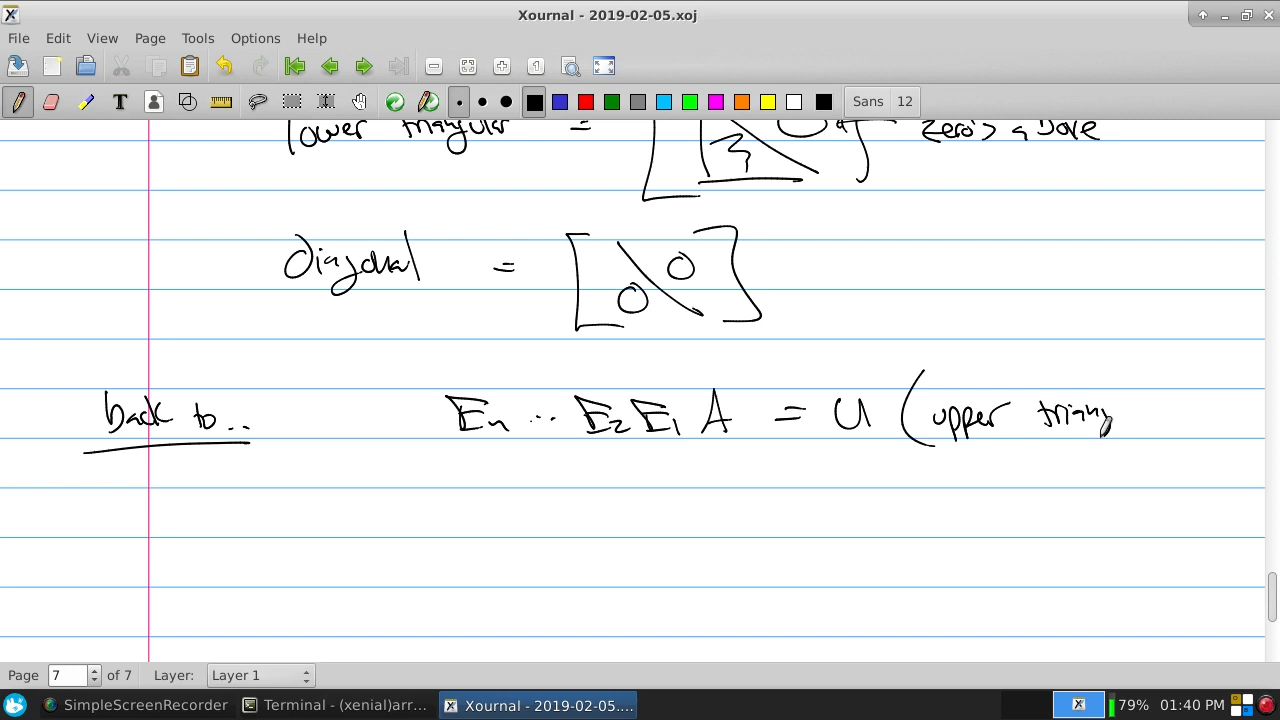 Xournal - 2019-02-05.xoj
File Edit View Page Tools Options Help
Sans 12
lower triangular = zero's above
diagonal = [ 0 0 ]
back to.. En ... E2 E1 A = U (upper triang
Page 7 of 7 Layer: Layer 1
SimpleScreenRecorder Terminal - (xenial)arr... Xournal - 2019-02-05.... 79% 01:40 PM